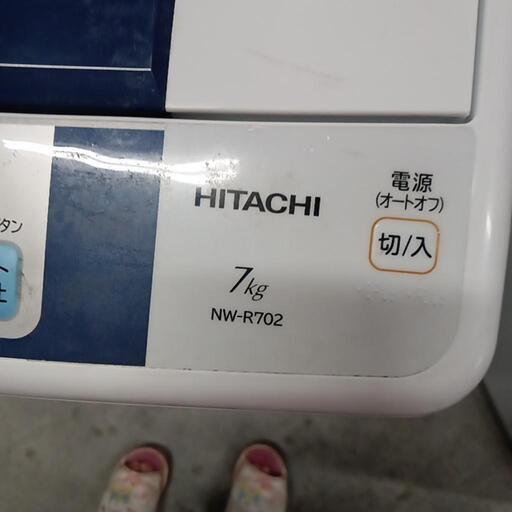 HITACHI
電源
(オートオフ)
切/入
7kg
NW-R702
タン